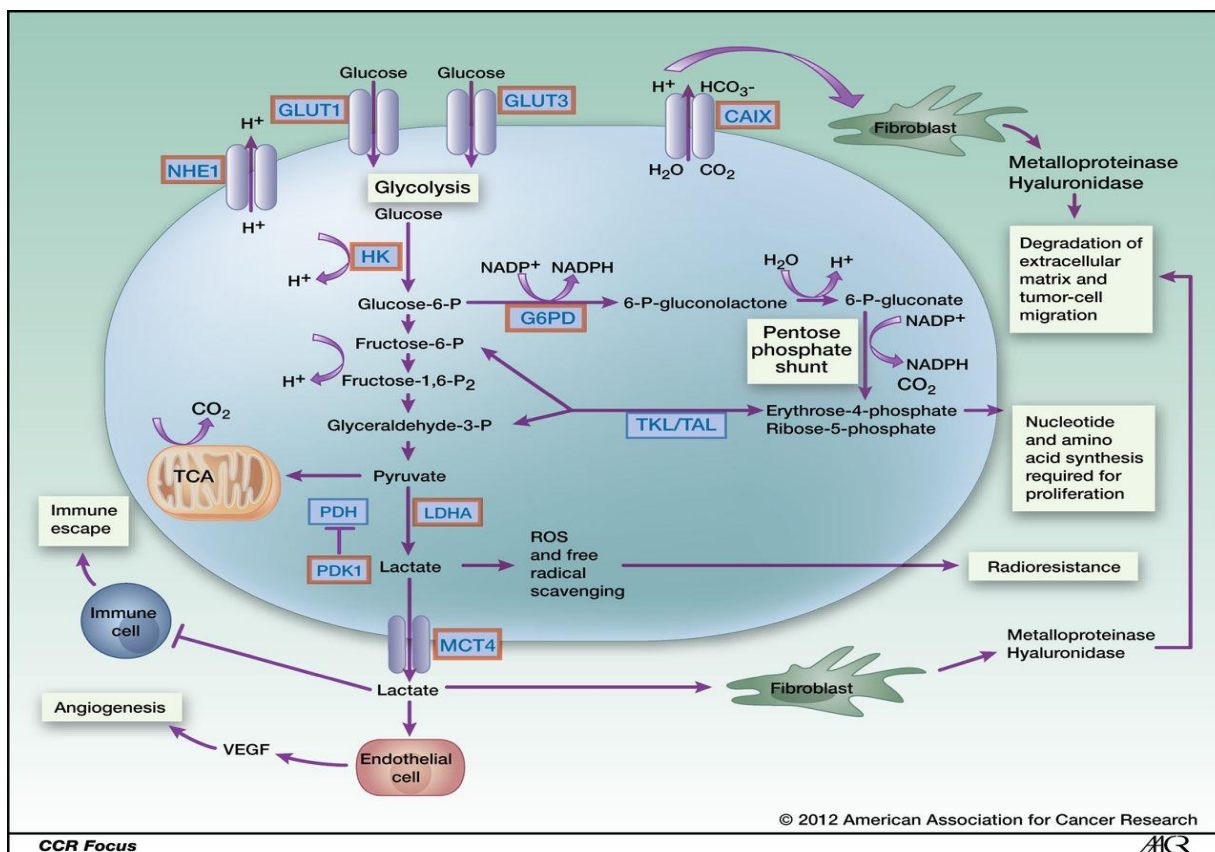 Glucose
Glucose
GLUT1
GLUT3
H+
HCO3-
CAIX
Fibroblast
H+
NHE1
H2O
CO2
Metalloproteinase
Hyaluronidase
Glycolysis
Glucose
H+
HK
H+
NADP+
NADPH
H2O
H+
Degradation of
extracellular
matrix and
tumor-cell
migration
Glucose-6-P
6-P-gluconolactone
6-P-gluconate
G6PD
NADP+
Pentose
phosphate
shunt
Fructose-6-P
NADPH
CO2
H+
Fructose-1,6-P2
CO2
Glyceraldehyde-3-P
TKL/TAL
Erythrose-4-phosphate
Ribose-5-phosphate
Nucleotide
and amino
acid synthesis
required for
proliferation
TCA
Pyruvate
Immune
escape
PDH
LDHA
ROS
and free
radical
scavenging
PDK1
Lactate
Radioresistance
Immune
cell
MCT4
Metalloproteinase
Hyaluronidase
Lactate
Fibroblast
Angiogenesis
VEGF
Endothelial
cell
© 2012 American Association for Cancer Research
CCR Focus
AACR